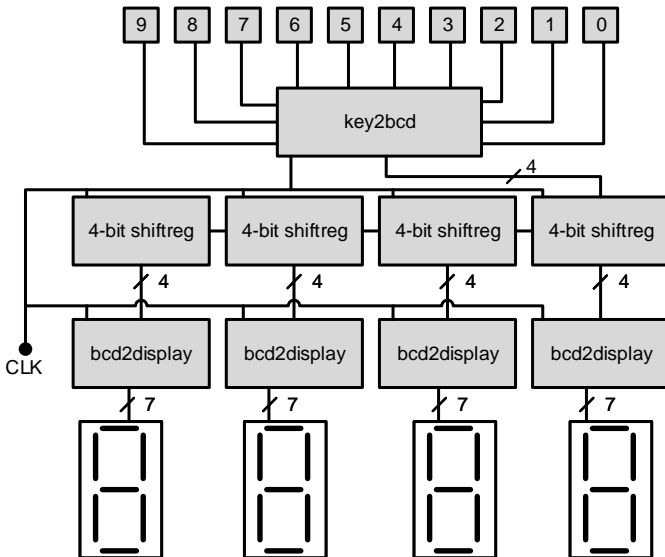 9 8 7 6 5 4 3 2 1 0
key2bcd
4
4-bit shiftreg 4-bit shiftreg 4-bit shiftreg 4-bit shiftreg
4 4 4 4
bcd2display bcd2display bcd2display bcd2display
CLK
7 7 7 7